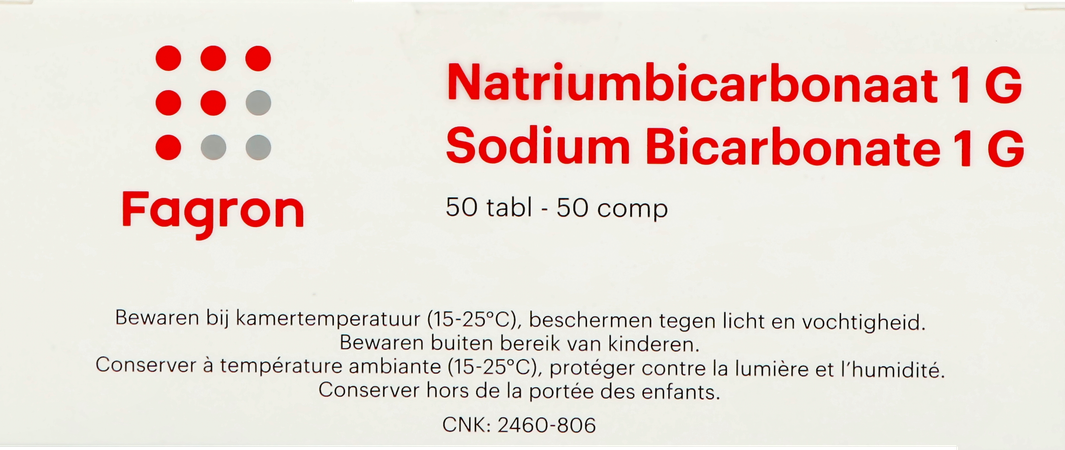 Fagron
Natriumbicarbonaat 1 G
Sodium Bicarbonate 1 G
50 tabl - 50 comp
Bewaren bij kamertemperatuur (15-25°C), beschermen tegen licht en vochtigheid.
Bewaren buiten bereik van kinderen.
Conserver à température ambiante (15-25°C), protéger contre la lumière et l'humidité.
Conserver hors de la portée des enfants.
CNK: 2460-806